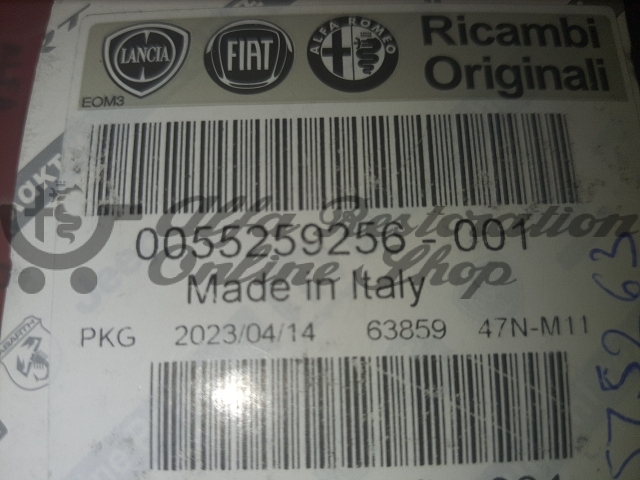 LANCIA FIAT ALFA ROMEO Ricambi
Originali
EOM3
0055259256 - 001
Alfa Restoration
Online Shop
Made in Italy
PKG 2023/04/14 63859 47N-M11
ABARTH